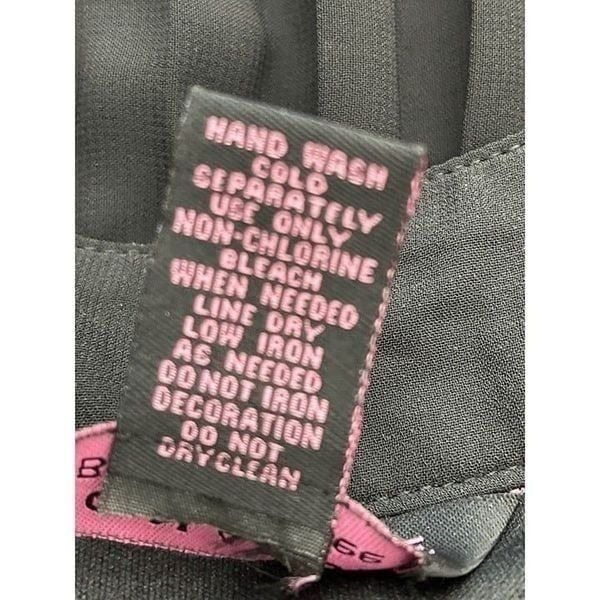 HAND WASH
COLD
SEPARATELY
USE ONLY
NON-CHLORINE
BLEACH
WHEN NEEDED
LINE DRY
LOW IRON
AS NEEDED
DO NOT IRON
DECORATION
DO NOT
DRYCLEAN